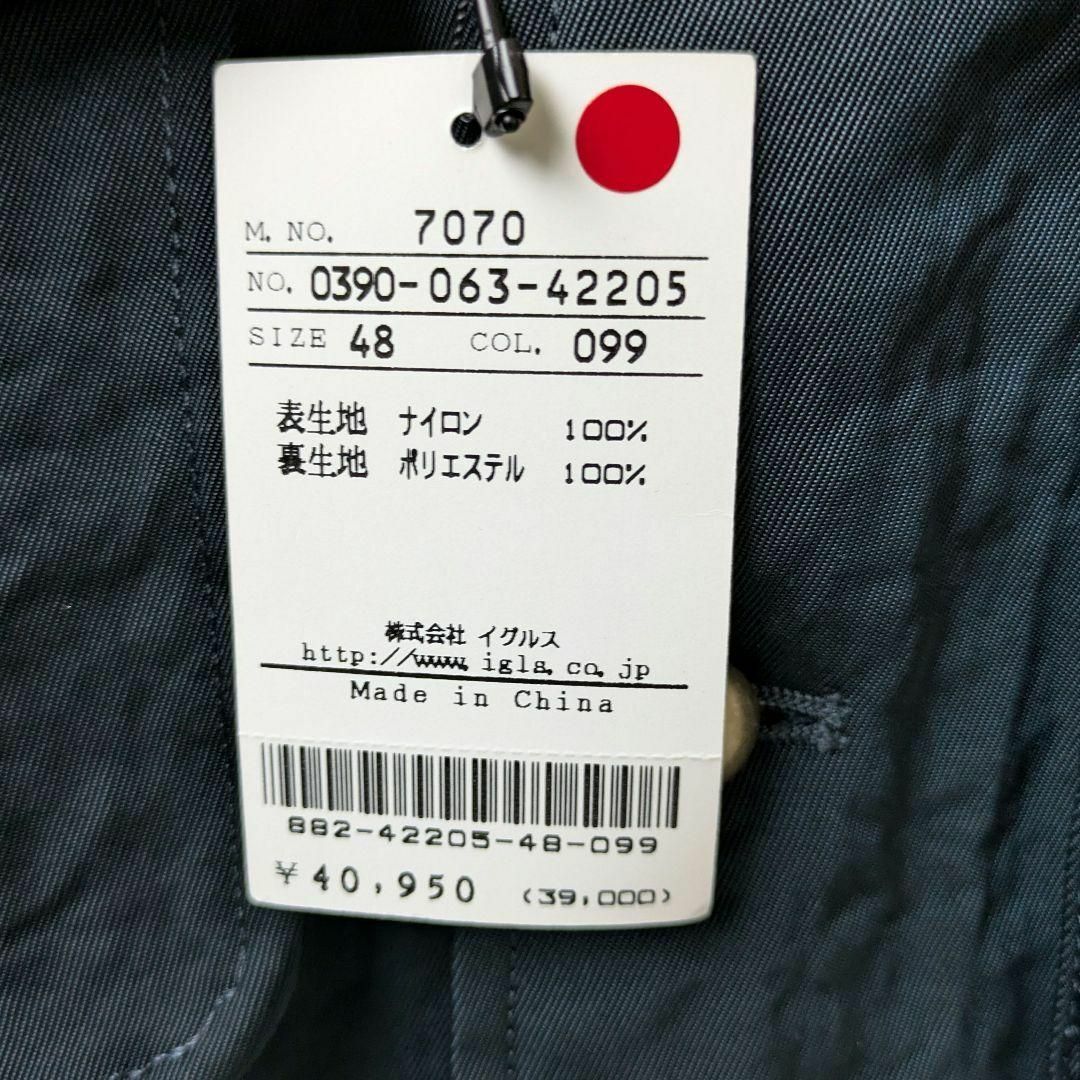 M. NO. 7070
NO. 0390-063-42205
SIZE 48 COL. 099
表生地 ナイロン 100%
裏生地 ポリエステル 100%
株式会社 イグルス
http://www.igls.co.jp
Made in China
882-42205-48-099
¥40,950 (39,000)